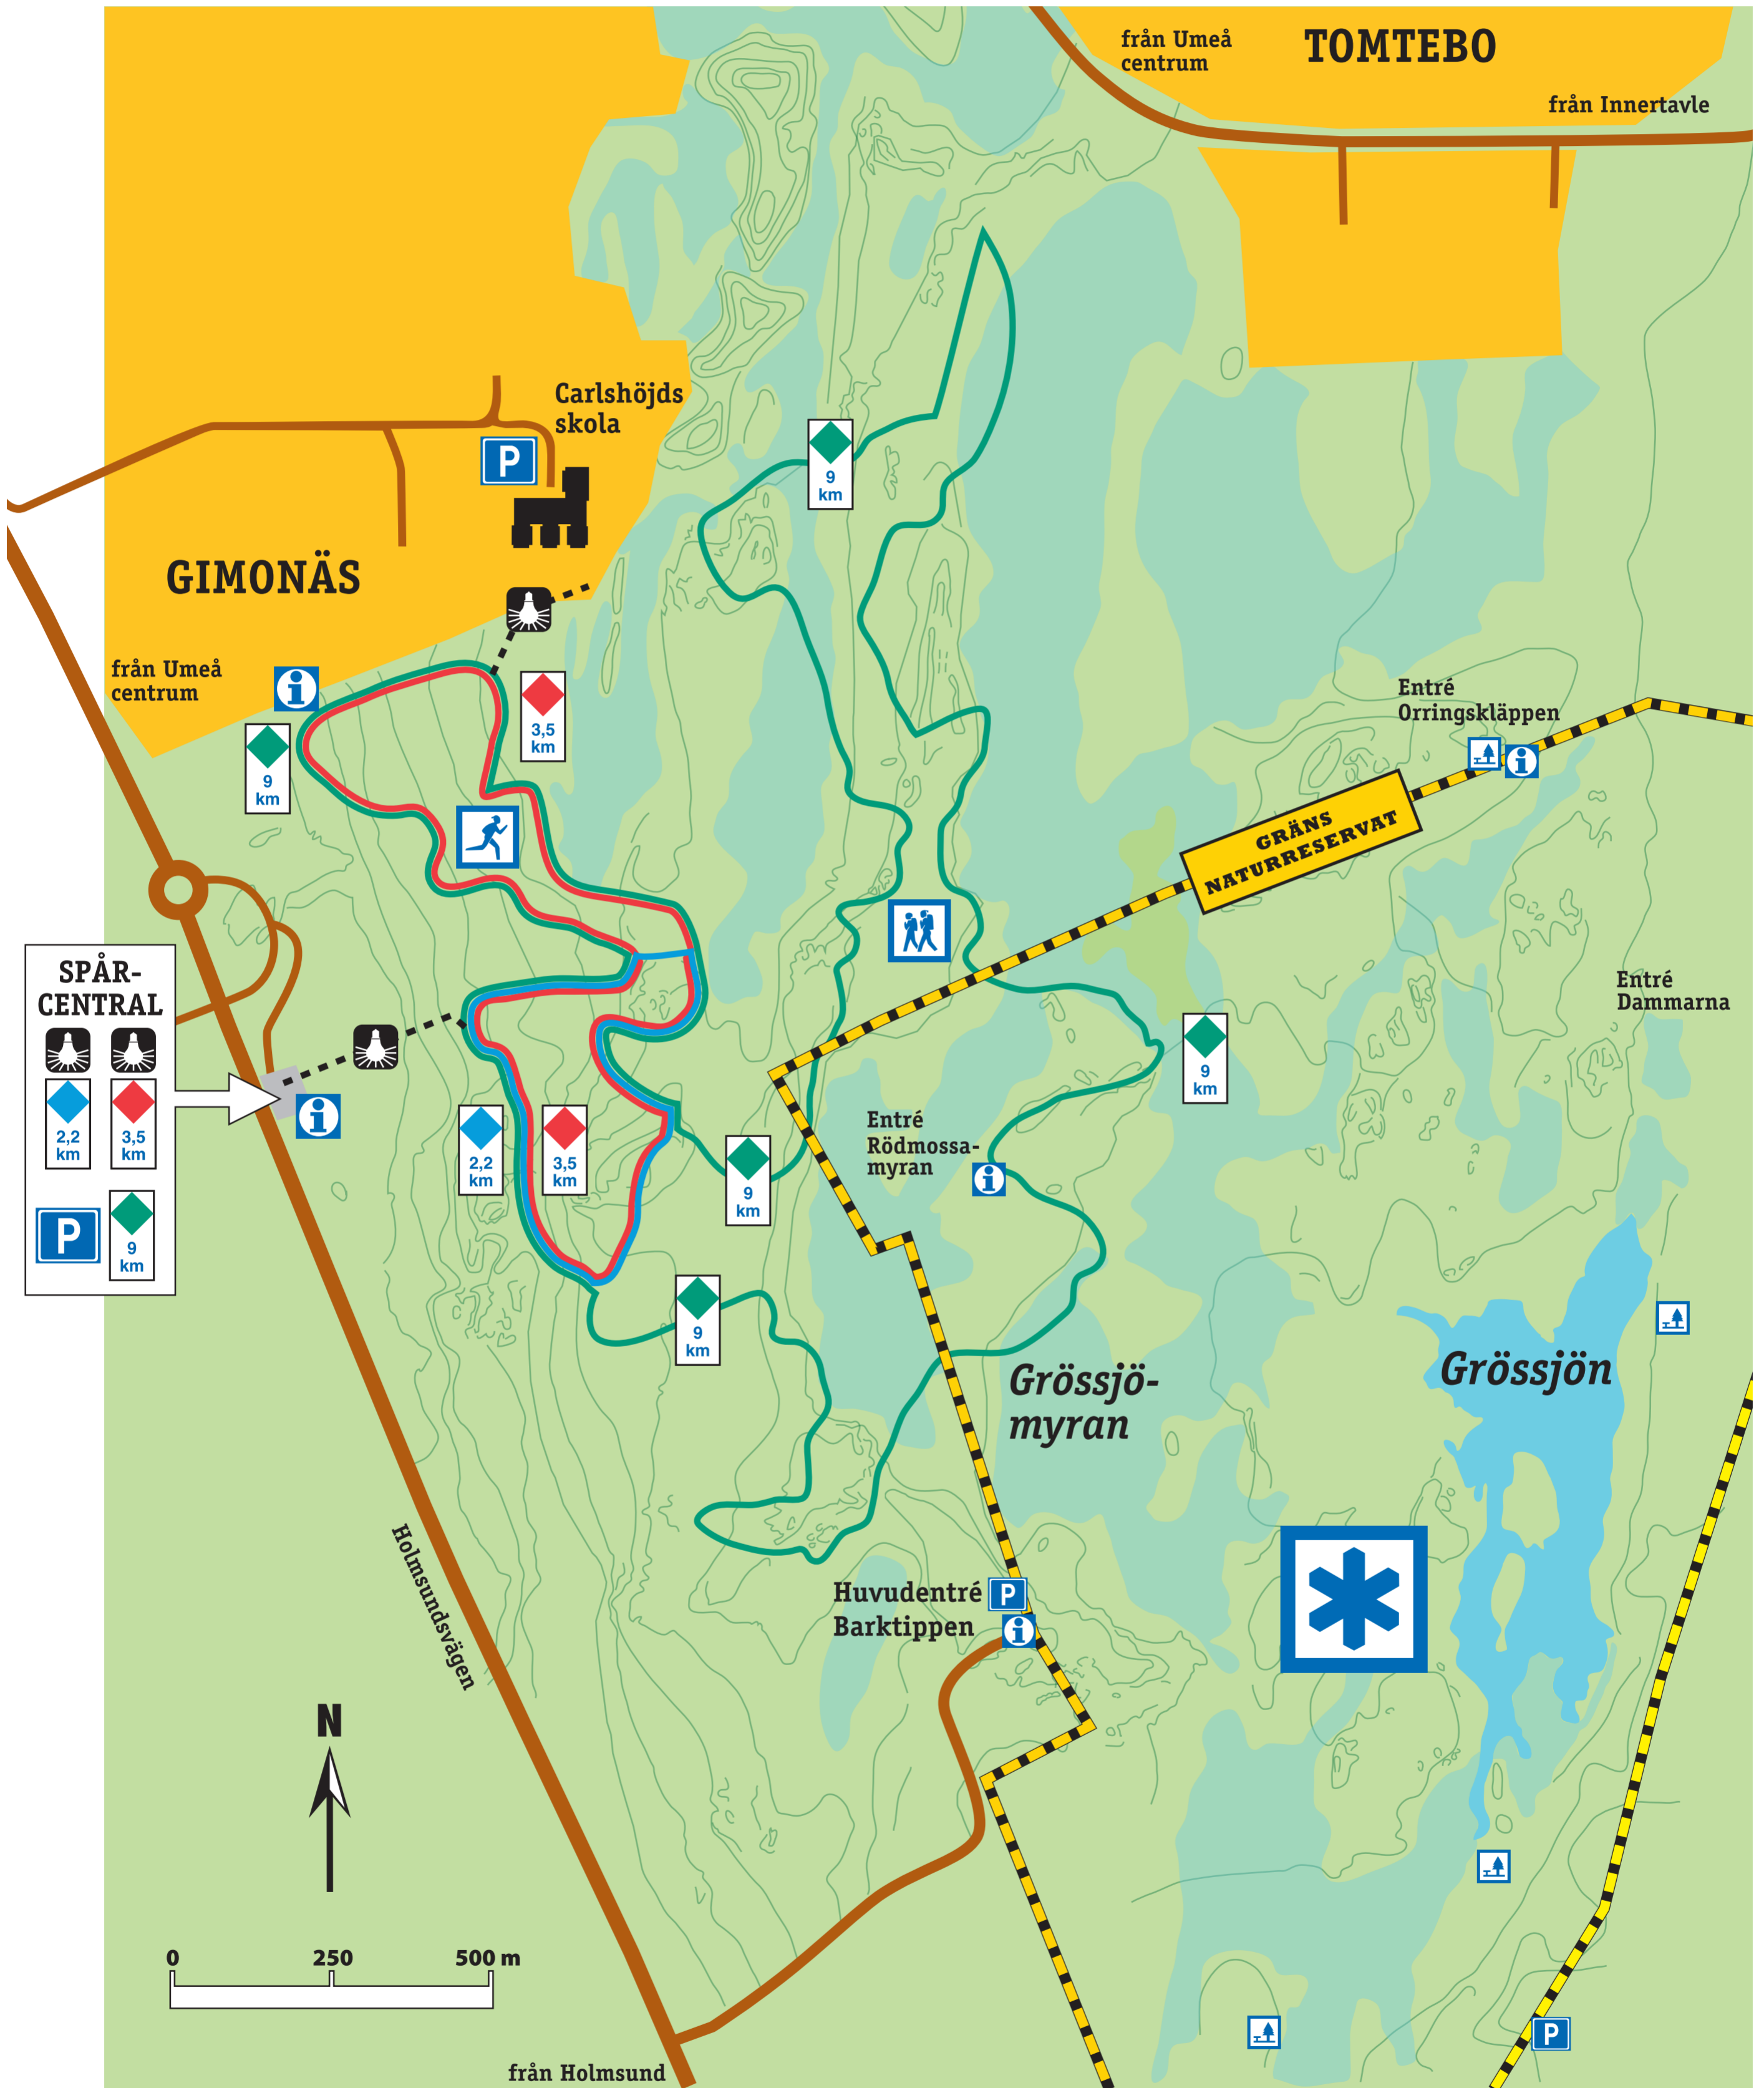 från Umeå
centrum
TOMTEBO
från Innertavle
Carlshöjds
skola
P
9
km
GIMONÄS
från Umeå
centrum
i
3,5
km
9
km
Entré
Orringskläppen
i
GRÄNS
NATURRESERVAT
SPÅR-
CENTRAL
2,2
km
3,5
km
P
9
km
i
2,2
km
3,5
km
9
km
9
km
Entré
Dammarna
9
km
Entré
Rödmossa-
myran
i
Grössjö-
myran
Grössjön
Holmsundsvägen
Huvudentré
Barktippen
P
i
N
0 250 500 m
från Holmsund
P